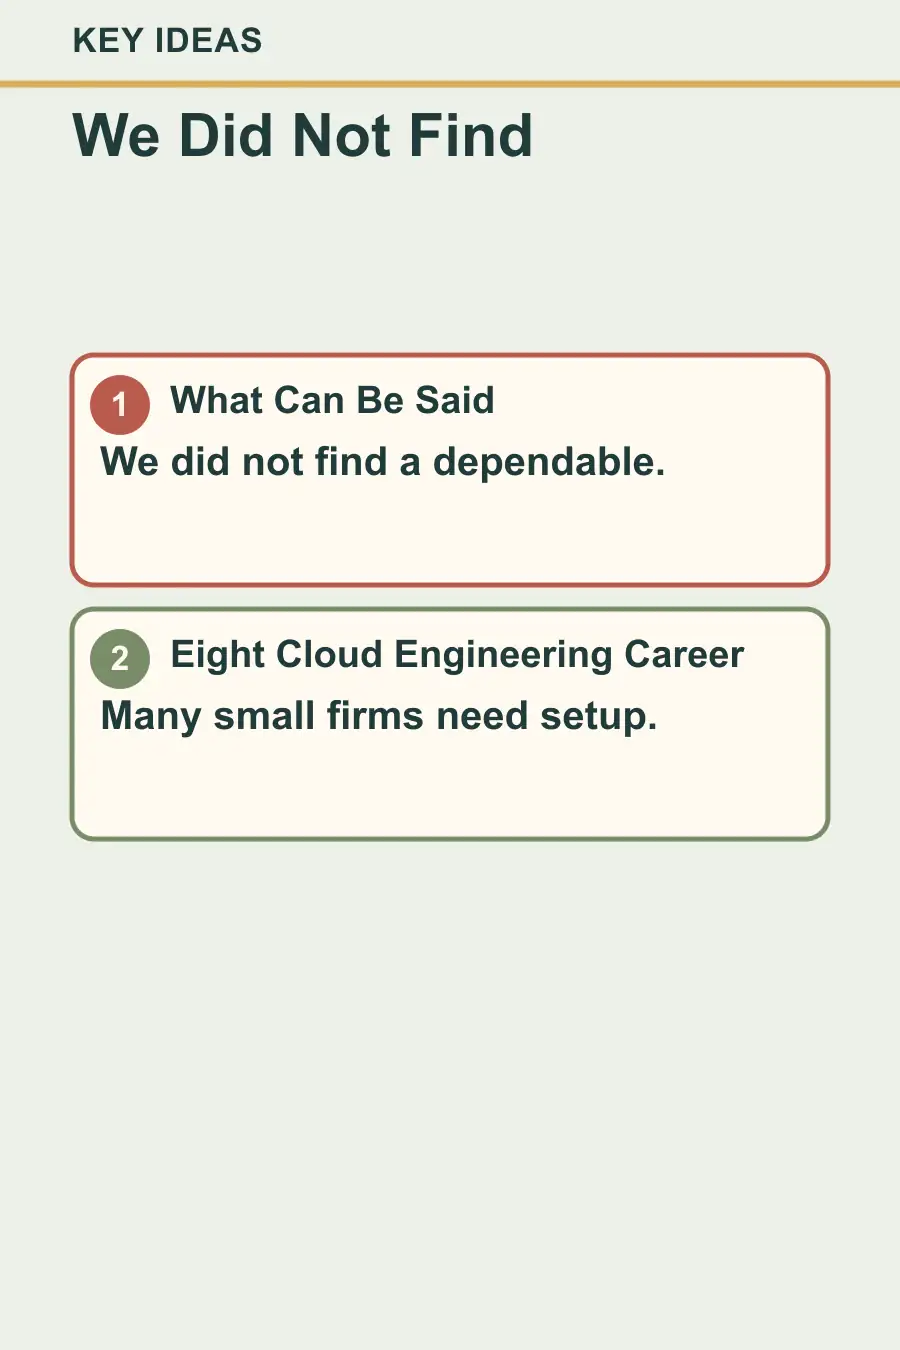 KEY IDEAS
We Did Not Find
1 What Can Be Said
We did not find a dependable.
2 Eight Cloud Engineering Career
Many small firms need setup.